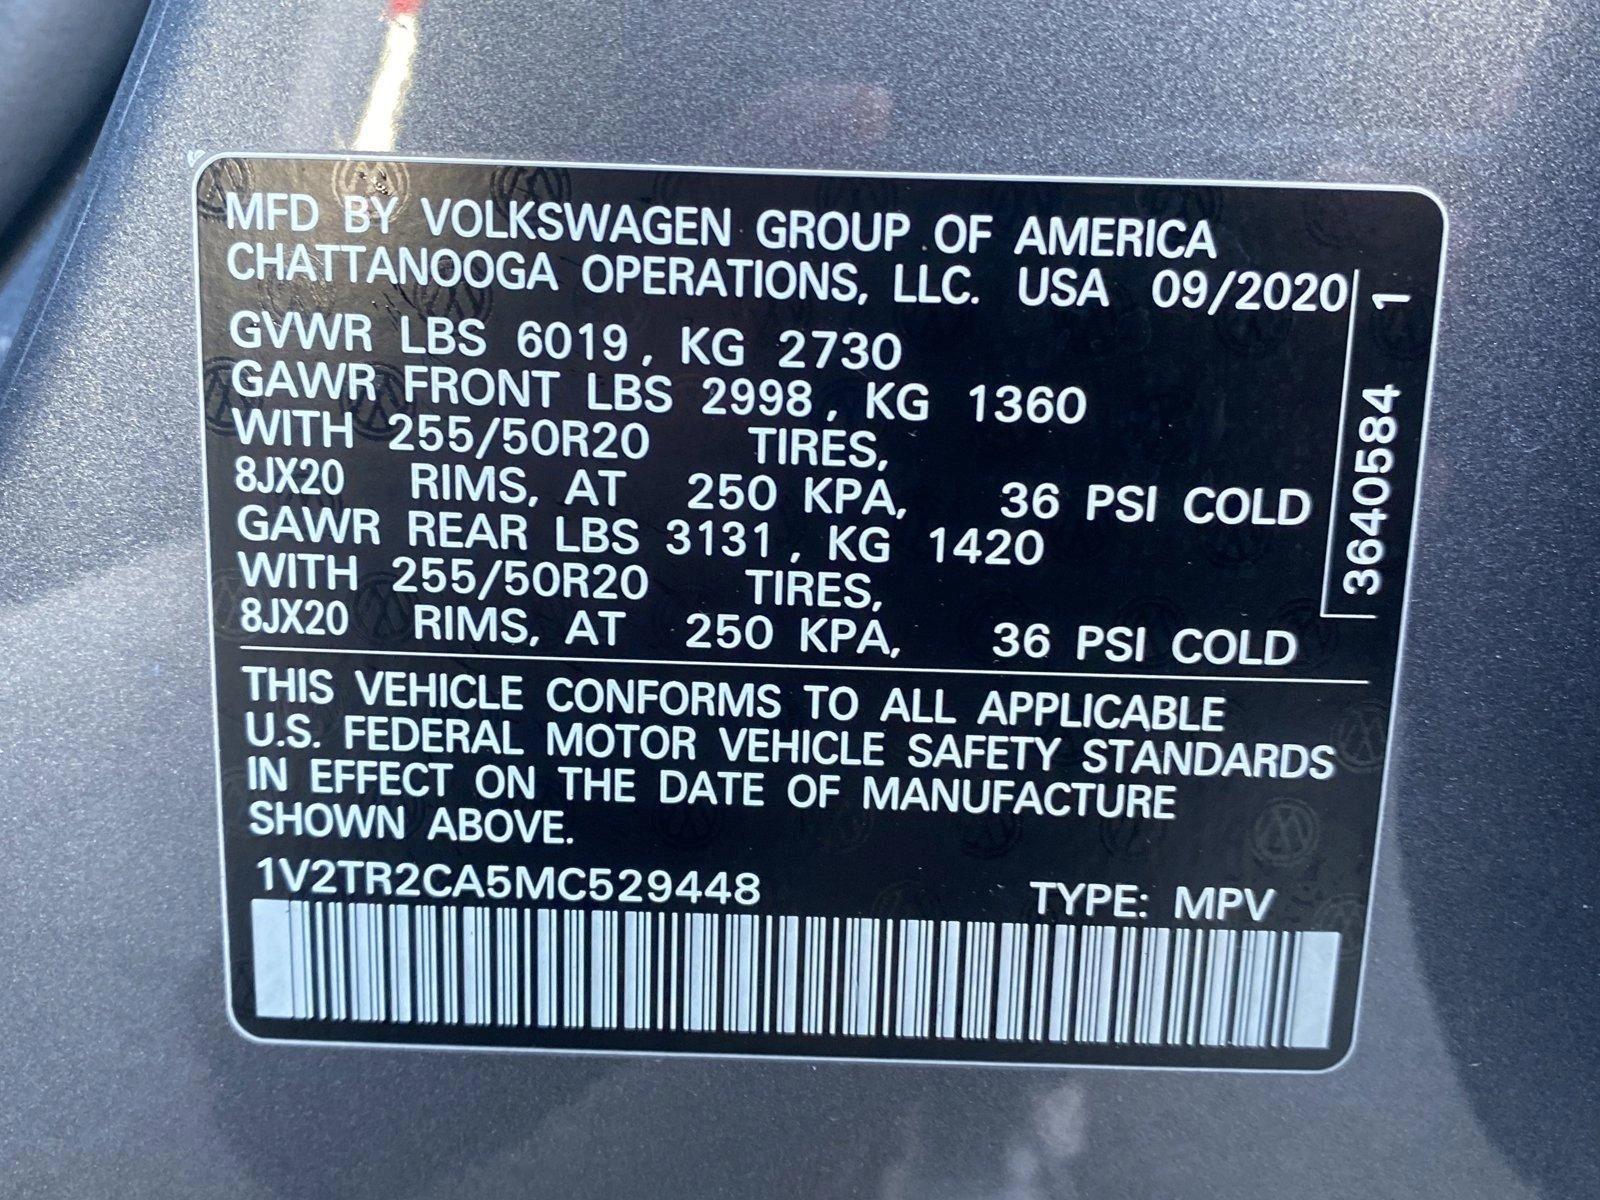 MFD BY VOLKSWAGEN GROUP OF AMERICA
CHATTANOOGA OPERATIONS, LLC. USA 09/2020
GVWR LBS 6019, KG 2730
GAWR FRONT LBS 2998, KG 1360
WITH 255/50R20 TIRES,
8JX20 RIMS, AT 250 KPA, 36 PSI COLD
GAWR REAR LBS 3131, KG 1420
WITH 255/50R20 TIRES,
8JX20 RIMS, AT 250 KPA, 36 PSI COLD
3640584 1
THIS VEHICLE CONFORMS TO ALL APPLICABLE
U.S. FEDERAL MOTOR VEHICLE SAFETY STANDARDS
IN EFFECT ON THE DATE OF MANUFACTURE
SHOWN ABOVE.
1V2TR2CA5MC529448 TYPE: MPV